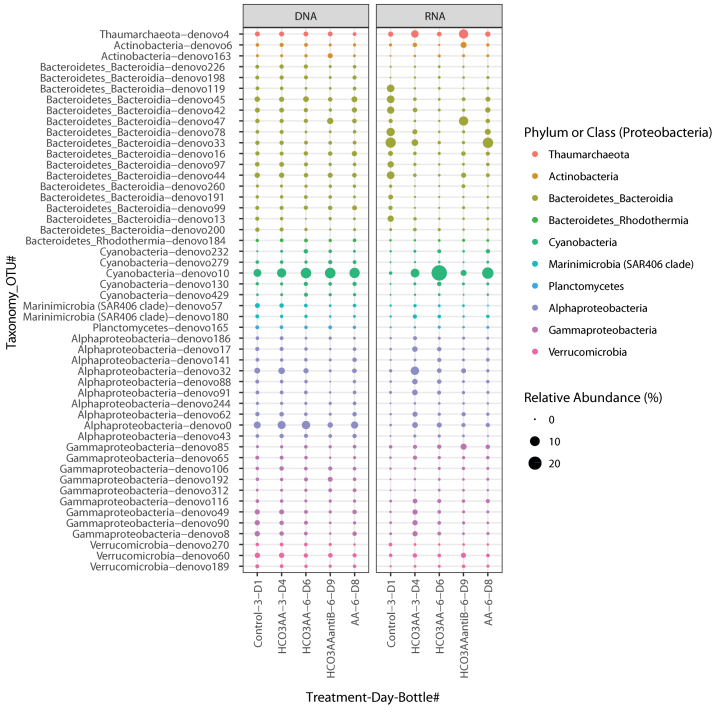 DNA
RNA
Thaumarchaeota−denovo4
Actinobacteria−denovo6
Actinobacteria−denovo163
Bacteroidetes_Bacteroidia−denovo226
Bacteroidetes_Bacteroidia−denovo198
Bacteroidetes_Bacteroidia−denovo119
Bacteroidetes_Bacteroidia−denovo45
Bacteroidetes_Bacteroidia−denovo42
Bacteroidetes_Bacteroidia−denovo47
Bacteroidetes_Bacteroidia−denovo78
Bacteroidetes_Bacteroidia−denovo33
Bacteroidetes_Bacteroidia−denovo16
Bacteroidetes_Bacteroidia−denovo97
Bacteroidetes_Bacteroidia−denovo44
Bacteroidetes_Bacteroidia−denovo260
Bacteroidetes_Bacteroidia−denovo191
Bacteroidetes_Bacteroidia−denovo99
Bacteroidetes_Bacteroidia−denovo13
Bacteroidetes_Bacteroidia−denovo200
Bacteroidetes_Rhodothermia−denovo184
Cyanobacteria−denovo232
Cyanobacteria−denovo279
Cyanobacteria−denovo10
Cyanobacteria−denovo130
Cyanobacteria−denovo429
Marinimicrobia (SAR406 clade)−denovo57
Marinimicrobia (SAR406 clade)−denovo180
Planctomycetes−denovo165
Alphaproteobacteria−denovo186
Alphaproteobacteria−denovo17
Alphaproteobacteria−denovo141
Alphaproteobacteria−denovo32
Alphaproteobacteria−denovo88
Alphaproteobacteria−denovo91
Alphaproteobacteria−denovo244
Alphaproteobacteria−denovo62
Alphaproteobacteria−denovo0
Alphaproteobacteria−denovo43
Gammaproteobacteria−denovo85
Gammaproteobacteria−denovo65
Gammaproteobacteria−denovo106
Gammaproteobacteria−denovo192
Gammaproteobacteria−denovo312
Gammaproteobacteria−denovo116
Gammaproteobacteria−denovo49
Gammaproteobacteria−denovo90
Gammaproteobacteria−denovo8
Verrucomicrobia−denovo270
Verrucomicrobia−denovo60
Verrucomicrobia−denovo189
Taxonomy_OTU#
Control−3−D1
HCO3AA−3−D4
HCO3AA−6−D6
HCO3AAantiB−6−D9
AA−6−D8
Control−3−D1
HCO3AA−3−D4
HCO3AA−6−D6
HCO3AAantiB−6−D9
AA−6−D8
Treatment-Day-Bottle#
Phylum or Class (Proteobacteria)
Thaumarchaeota
Actinobacteria
Bacteroidetes_Bacteroidia
Bacteroidetes_Rhodothermia
Cyanobacteria
Marinimicrobia (SAR406 clade)
Planctomycetes
Alphaproteobacteria
Gammaproteobacteria
Verrucomicrobia
Relative Abundance (%)
0
10
20